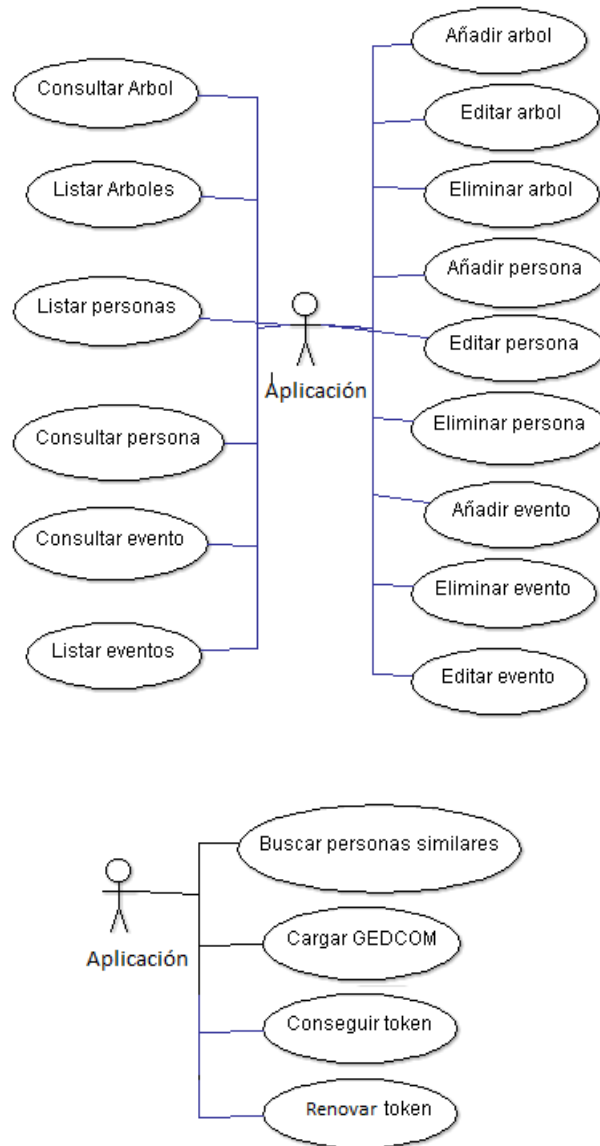 Añadir arbol
Consultar Arbol
Editar arbol
Listar Arboles
Eliminar arbol
Añadir persona
Listar personas
Editar persona
Aplicación
Eliminar persona
Consultar persona
Añadir evento
Consultar evento
Eliminar evento
Listar eventos
Editar evento
Buscar personas similares
Aplicación
Cargar GEDCOM
Conseguir token
Renovar token